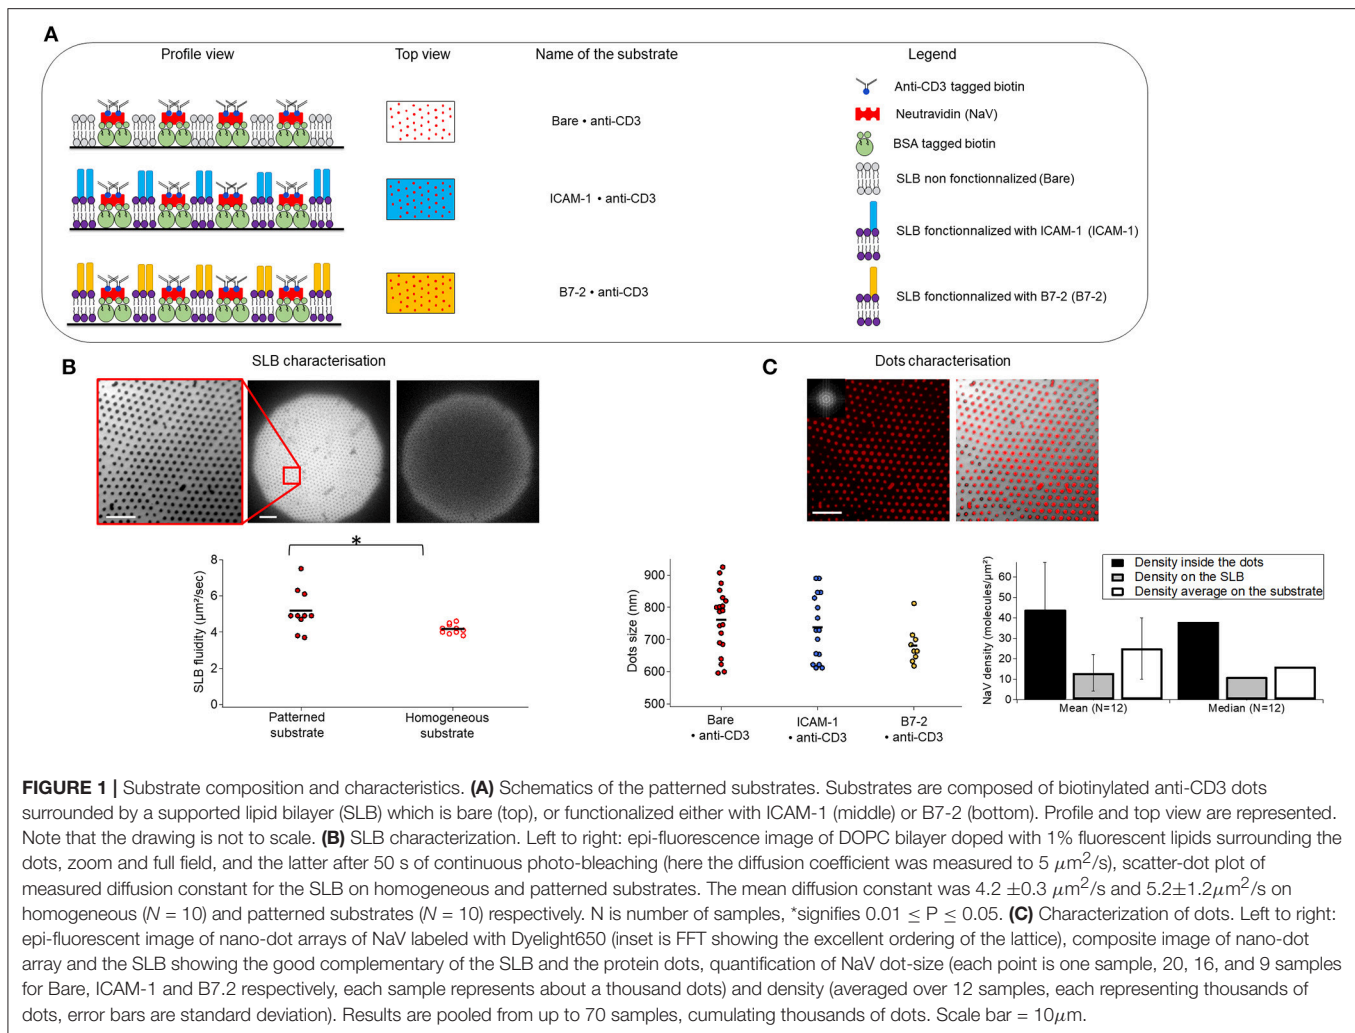 A
Profile view
Top view
Name of the substrate
Legend
Bare • anti-CD3
ICAM-1 • anti-CD3
B7-2 • anti-CD3
Anti-CD3 tagged biotin
Neutravidin (NaV)
BSA tagged biotin
SLB non fonctionnalized (Bare)
SLB fonctionnalized with ICAM-1 (ICAM-1)
SLB fonctionnalized with B7-2 (B7-2)
B
SLB characterisation
*
SLB fluidity (µm²/sec)
8
6
4
2
0
Patterned
substrate
Homogeneous
substrate
C
Dots characterisation
Dots size (nm)
900
800
700
600
500
Bare
• anti-CD3
ICAM-1
• anti-CD3
B7-2
• anti-CD3
NaV density (molecules/µm²)
60
50
40
30
20
10
0
Density inside the dots
Density on the SLB
Density average on the substrate
Mean (N=12)
Median (N=12)
FIGURE 1 | Substrate composition and characteristics. (A) Schematics of the patterned substrates. Substrates are composed of biotinylated anti-CD3 dots
surrounded by a supported lipid bilayer (SLB) which is bare (top), or functionalized either with ICAM-1 (middle) or B7-2 (bottom). Profile and top view are represented.
Note that the drawing is not to scale. (B) SLB characterization. Left to right: epi-fluorescence image of DOPC bilayer doped with 1% fluorescent lipids surrounding the
dots, zoom and full field, and the latter after 50 s of continuous photo-bleaching (here the diffusion coefficient was measured to 5 µm²/s), scatter-dot plot of
measured diffusion constant for the SLB on homogeneous and patterned substrates. The mean diffusion constant was 4.2 ±0.3 µm²/s and 5.2±1.2µm²/s on
homogeneous (N = 10) and patterned substrates (N = 10) respectively. N is number of samples, *signifies 0.01 ≤ P ≤ 0.05. (C) Characterization of dots. Left to right:
epi-fluorescent image of nano-dot arrays of NaV labeled with Dyelight650 (inset is FFT showing the excellent ordering of the lattice), composite image of nano-dot
array and the SLB showing the good complementary of the SLB and the protein dots, quantification of NaV dot-size (each point is one sample, 20, 16, and 9 samples
for Bare, ICAM-1 and B7.2 respectively, each sample represents about a thousand dots) and density (averaged over 12 samples, each representing thousands of
dots, error bars are standard deviation). Results are pooled from up to 70 samples, cumulating thousands of dots. Scale bar = 10µm.